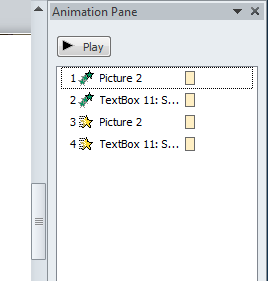 Animation Pane
Play
1 Picture 2
2 TextBox 11: S...
3 Picture 2
4 TextBox 11: S...